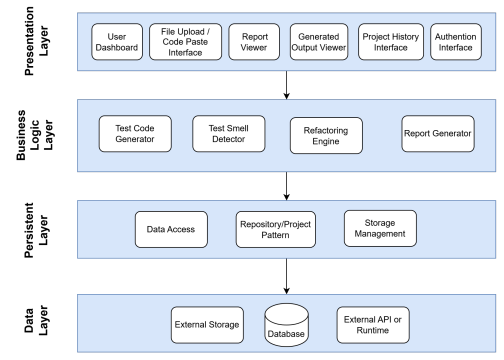 Presentation
Layer
User
Dashboard
File Upload /
Code Paste
Interface
Report
Viewer
Generated
Output Viewer
Project History
Interface
Authention
Interface
Business
Logic
Layer
Test Code
Generator
Test Smell
Detector
Refactoring
Engine
Report Generator
Persistent
Layer
Data Access
Repository/Project
Pattern
Storage
Management
Data
Layer
External Storage
Database
External API or
Runtime